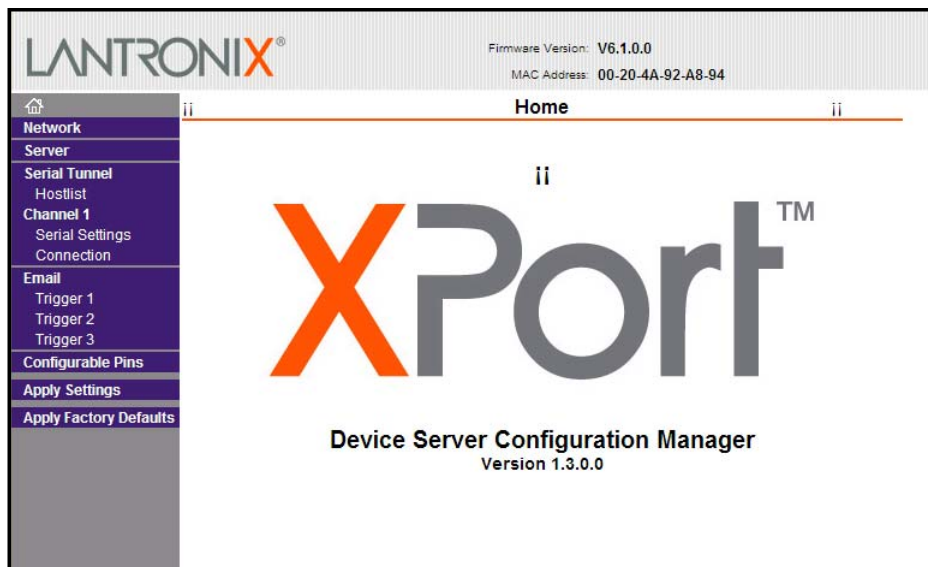 LANTRONIX®
Firmware Version: V6.1.0.0
MAC Address: 00-20-4A-92-A8-94
¡¡ Home ¡¡
Network
Server
Serial Tunnel
Hostlist
Channel 1
Serial Settings
Connection
Email
Trigger 1
Trigger 2
Trigger 3
Configurable Pins
Apply Settings
Apply Factory Defaults
¡¡
XPort™
Device Server Configuration Manager
Version 1.3.0.0